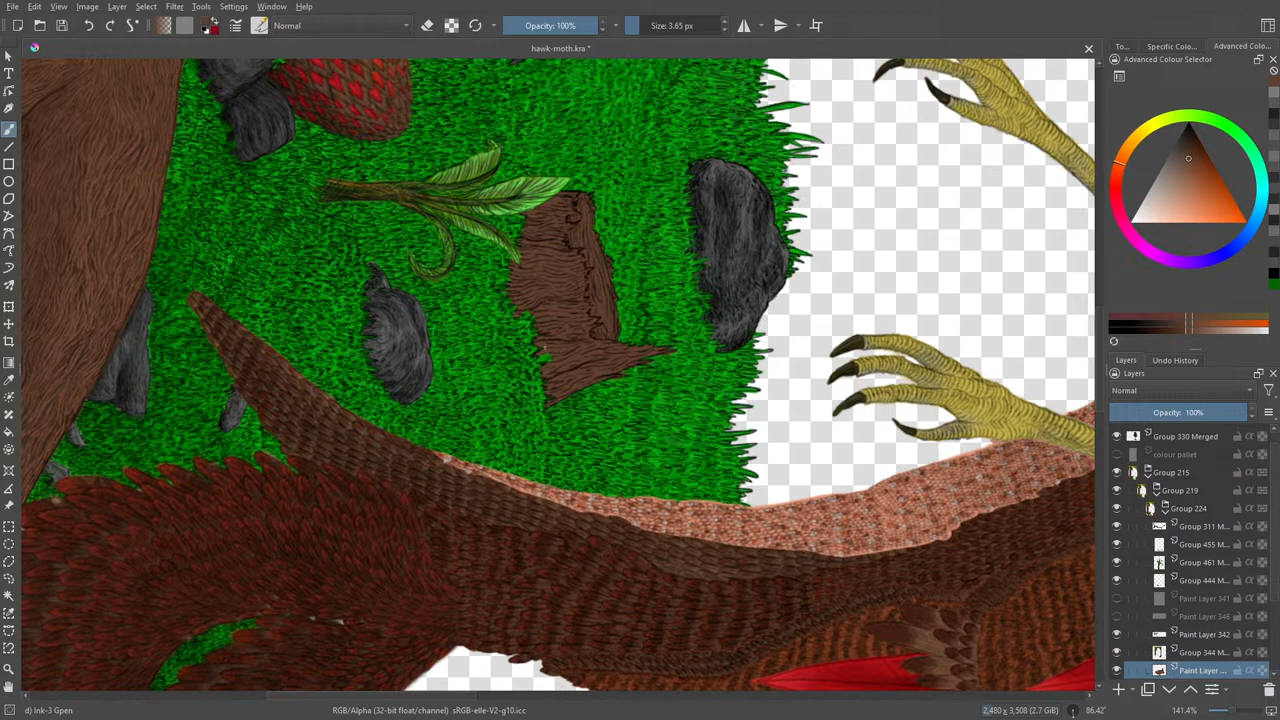 File Edit View Image Layer Select Filter Tools Settings Window Help
Normal Opacity: 100% Size: 3.65 px
hawk-moth.kra *
To... Specific Colo... Advanced Colo...
Advanced Colour Selector
Layers Undo History
Layers
Normal
Opacity: 100%
Group 330 Merged
colour pallet
Group 215
Group 219
Group 224
Group 311 M...
Group 455 M...
Group 461 M...
Group 444 M...
Paint Layer 341
Paint Layer 346
Paint Layer 342
Group 344 M...
Paint Layer ...
d) Ink-3 Gpen RGB/Alpha (32-bit float/channel) sRGB-elle-V2-g10.icc 2,480 x 3,508 (2.7 GiB) 86.42° 141.4%